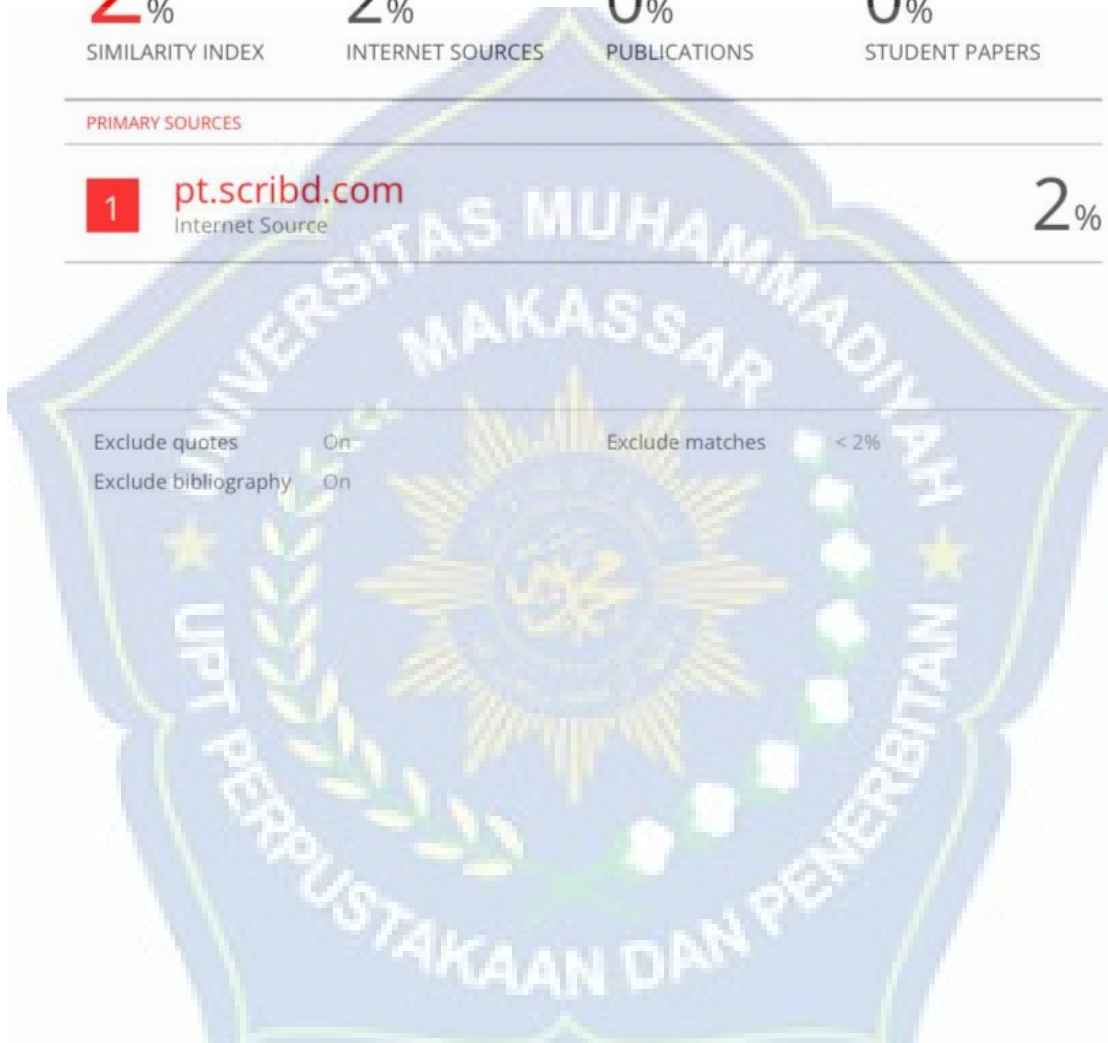 2% 2% 0% 0%
SIMILARITY INDEX INTERNET SOURCES PUBLICATIONS STUDENT PAPERS
PRIMARY SOURCES
1 pt.scribd.com 2%
Internet Source
UNIVERSITAS MUHAMMADIYAH
MAKASSAR
Exclude quotes On Exclude matches < 2%
Exclude bibliography On
UPT PERPUSTAKAAN DAN PENERBITAN